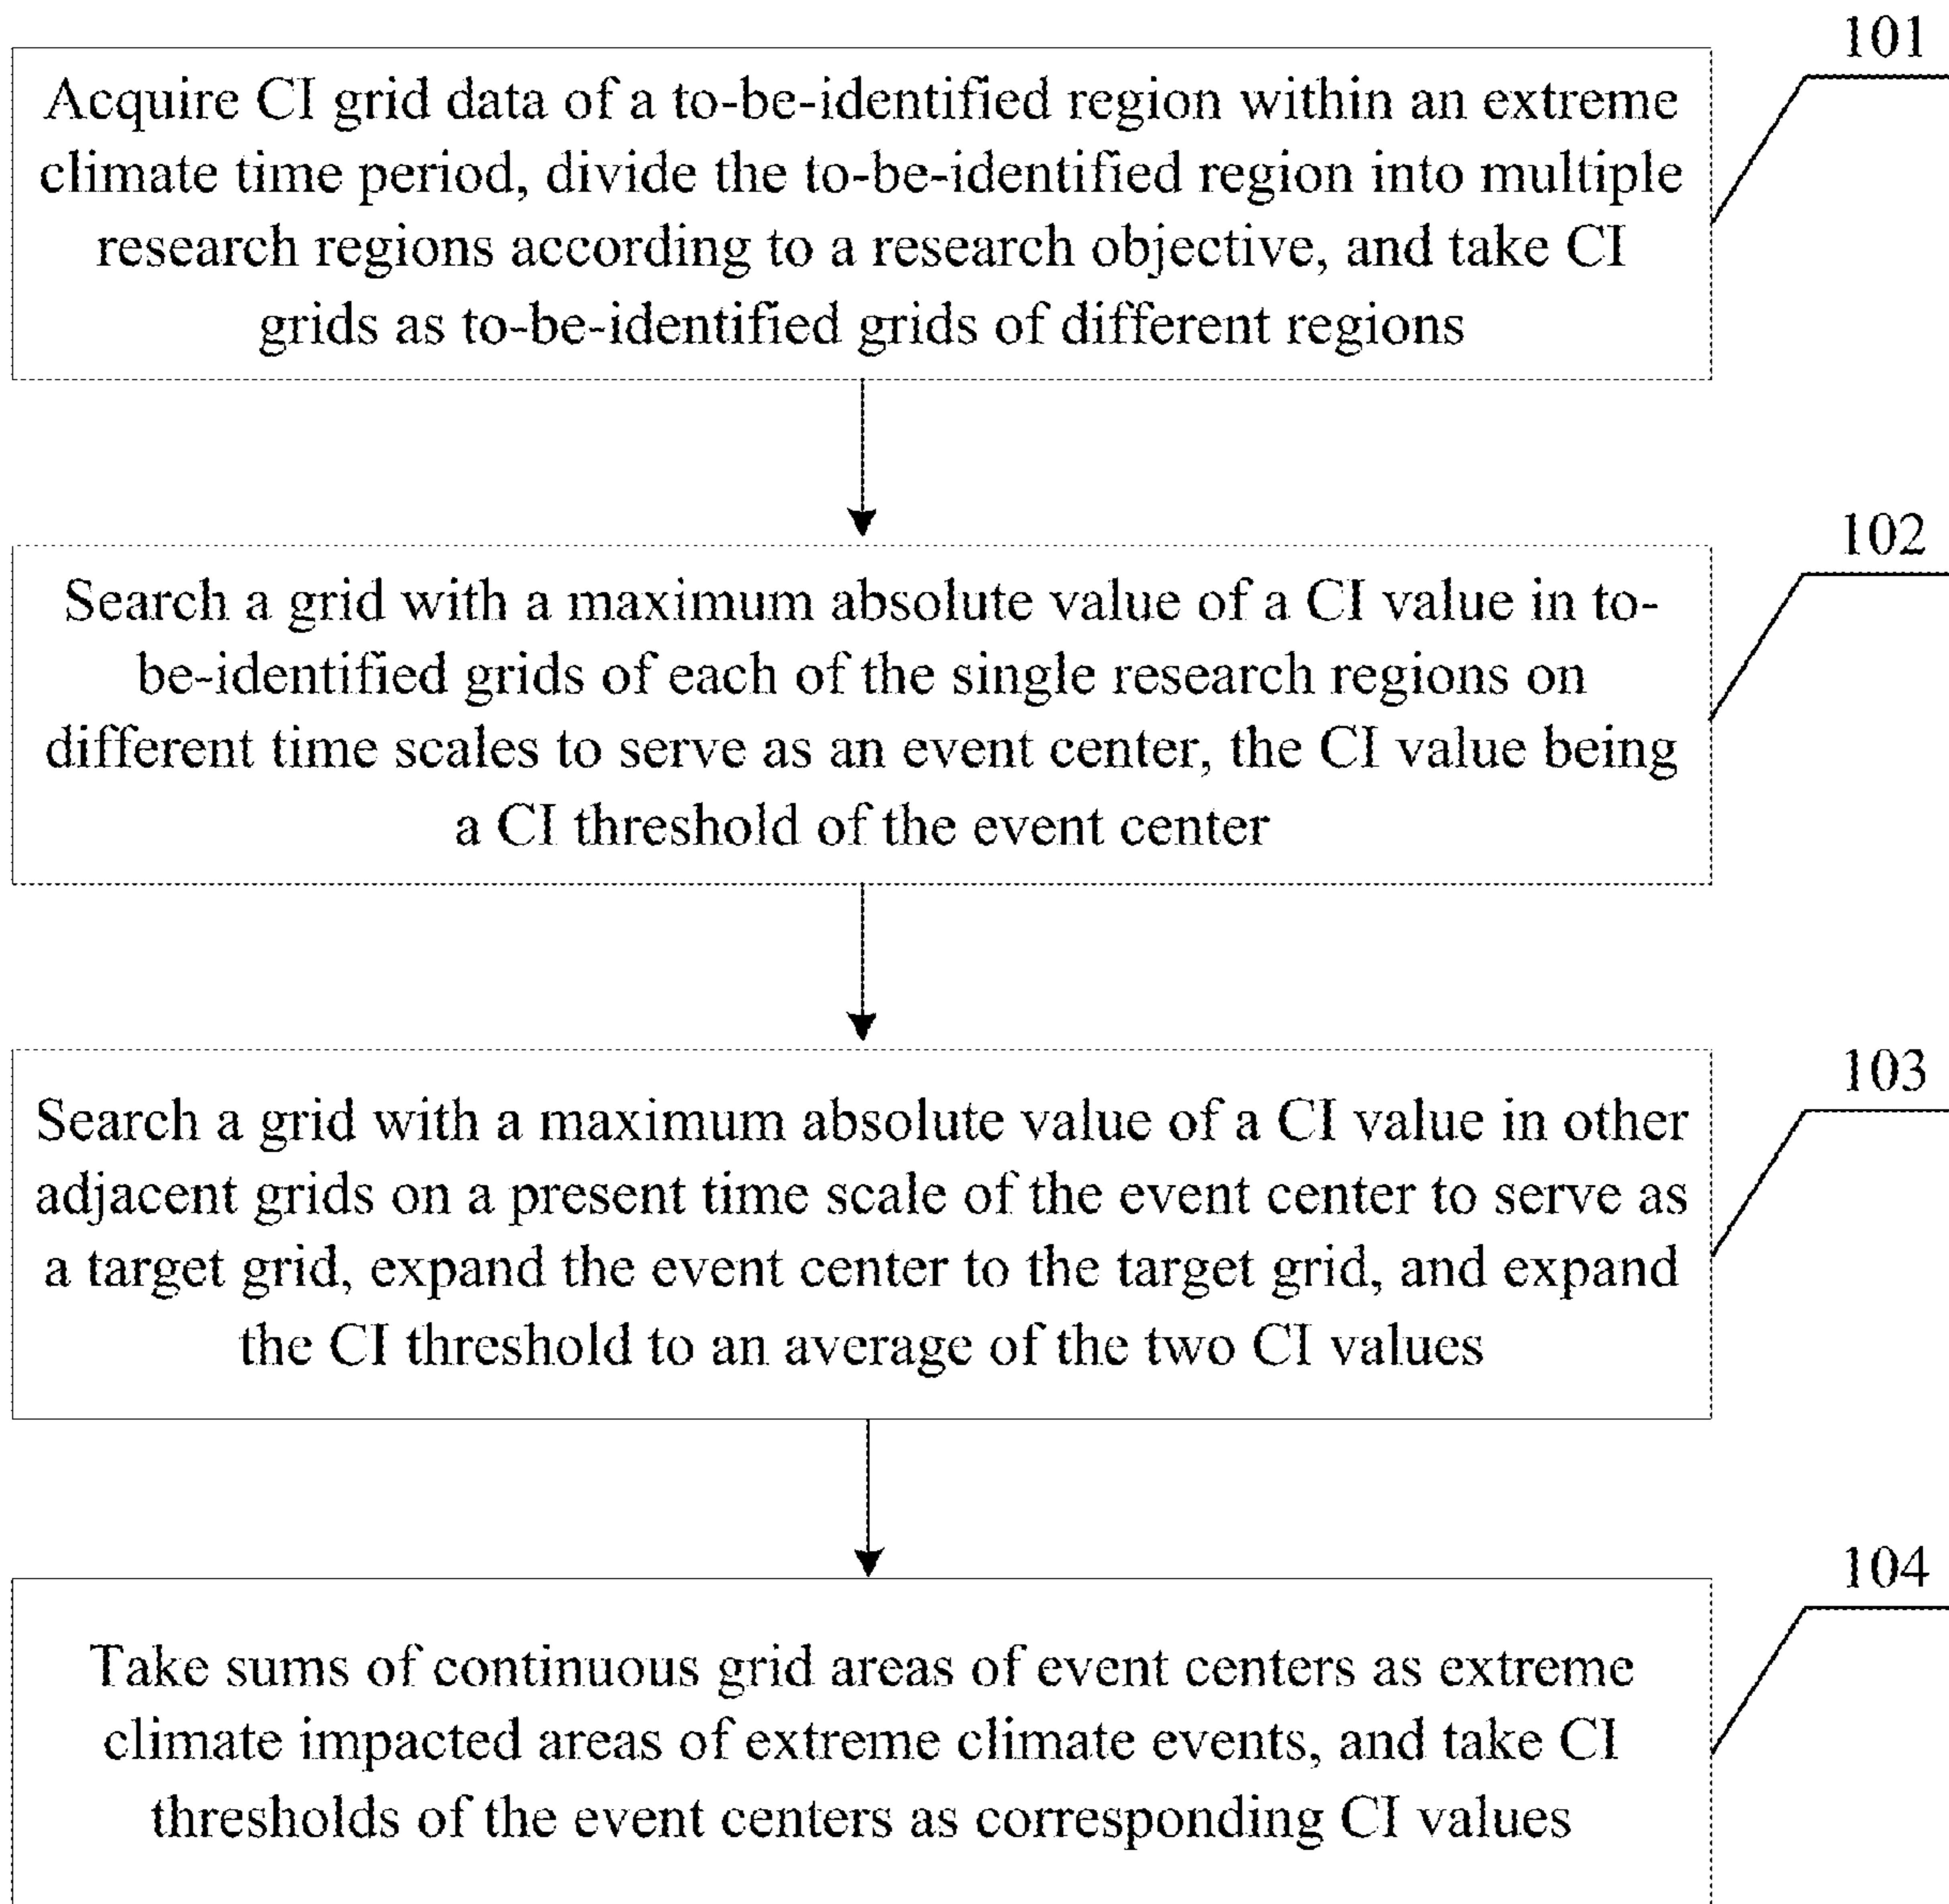 101
Acquire CI grid data of a to-be-identified region within an extreme
climate time period, divide the to-be-identified region into multiple
research regions according to a research objective, and take CI
grids as to-be-identified grids of different regions
102
Search a grid with a maximum absolute value of a CI value in to-
be-identified grids of each of the single research regions on
different time scales to serve as an event center, the CI value being
a CI threshold of the event center
103
Search a grid with a maximum absolute value of a CI value in other
adjacent grids on a present time scale of the event center to serve as
a target grid, expand the event center to the target grid, and expand
the CI threshold to an average of the two CI values
104
Take sums of continuous grid areas of event centers as extreme
climate impacted areas of extreme climate events, and take CI
thresholds of the event centers as corresponding CI values